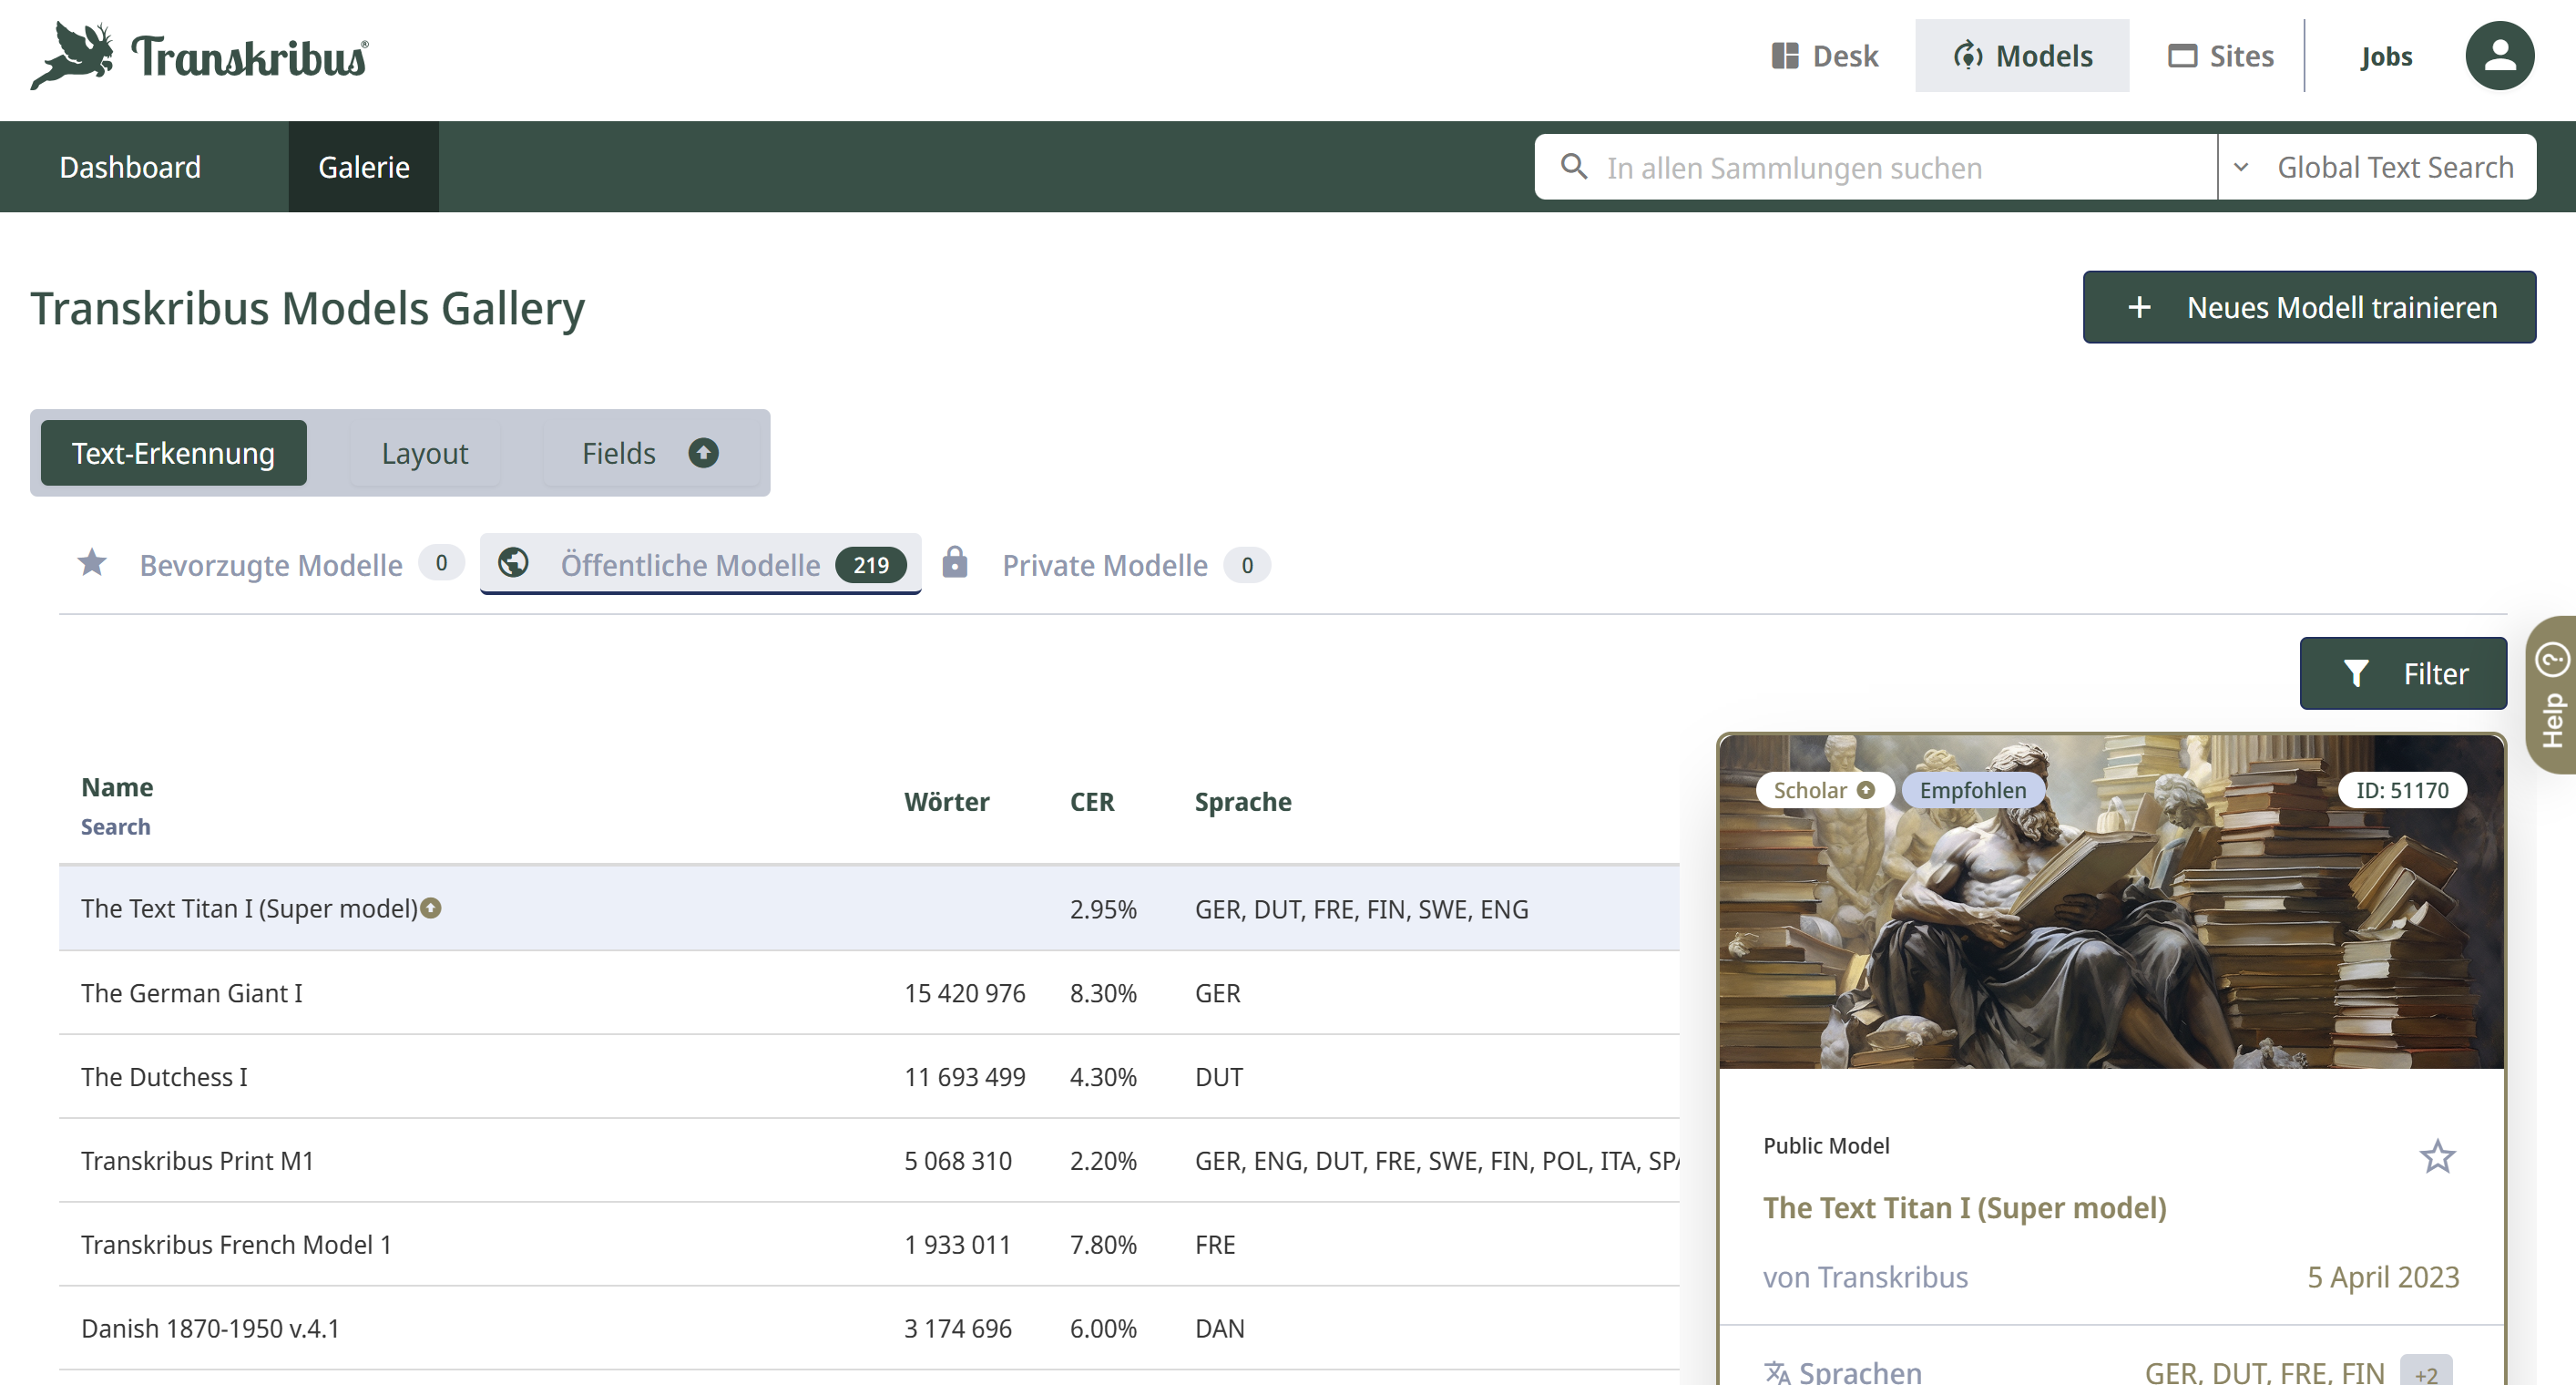 Transkribus®
Desk
Models
Sites
Jobs
Dashboard
Galerie
In allen Sammlungen suchen
Global Text Search
Transkribus Models Gallery
+ Neues Modell trainieren
Text-Erkennung
Layout
Fields
Bevorzugte Modelle 0
Öffentliche Modelle 219
Private Modelle 0
Filter
Help ?
Name Wörter CER Sprache
Search
The Text Titan I (Super model) 2.95% GER, DUT, FRE, FIN, SWE, ENG
The German Giant I 15 420 976 8.30% GER
The Dutchess I 11 693 499 4.30% DUT
Transkribus Print M1 5 068 310 2.20% GER, ENG, DUT, FRE, SWE, FIN, POL, ITA, SPA
Transkribus French Model 1 1 933 011 7.80% FRE
Danish 1870-1950 v.4.1 3 174 696 6.00% DAN
Scholar
Empfohlen
ID: 51170
Public Model
The Text Titan I (Super model)
von Transkribus 5 April 2023
Sprachen GER, DUT, FRE, FIN +2